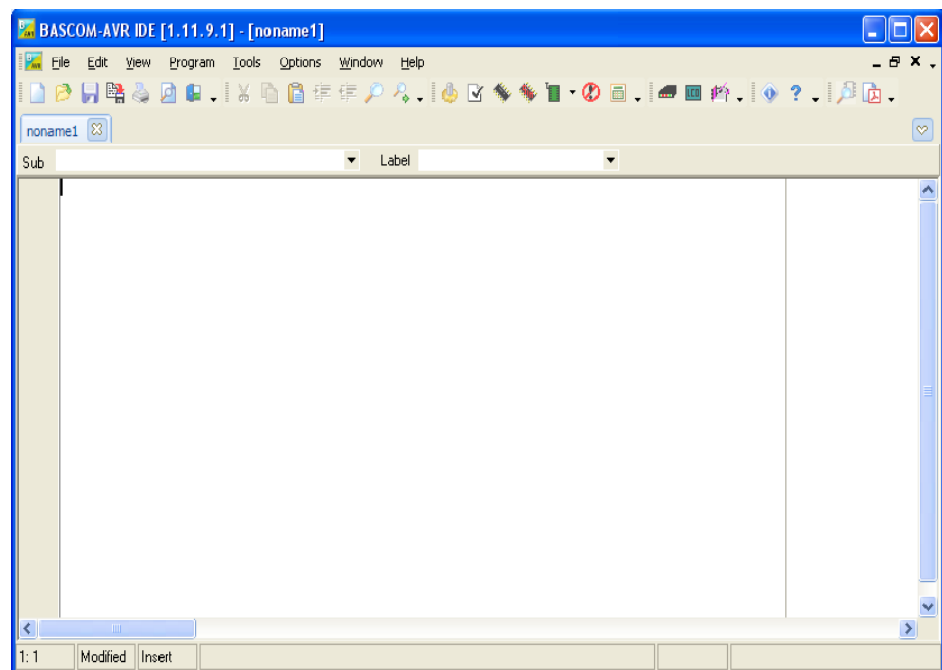 BASCOM-AVR IDE [1.11.9.1] - [noname1]
File Edit View Program Tools Options Window Help
noname1
Sub Label
1: 1 Modified Insert